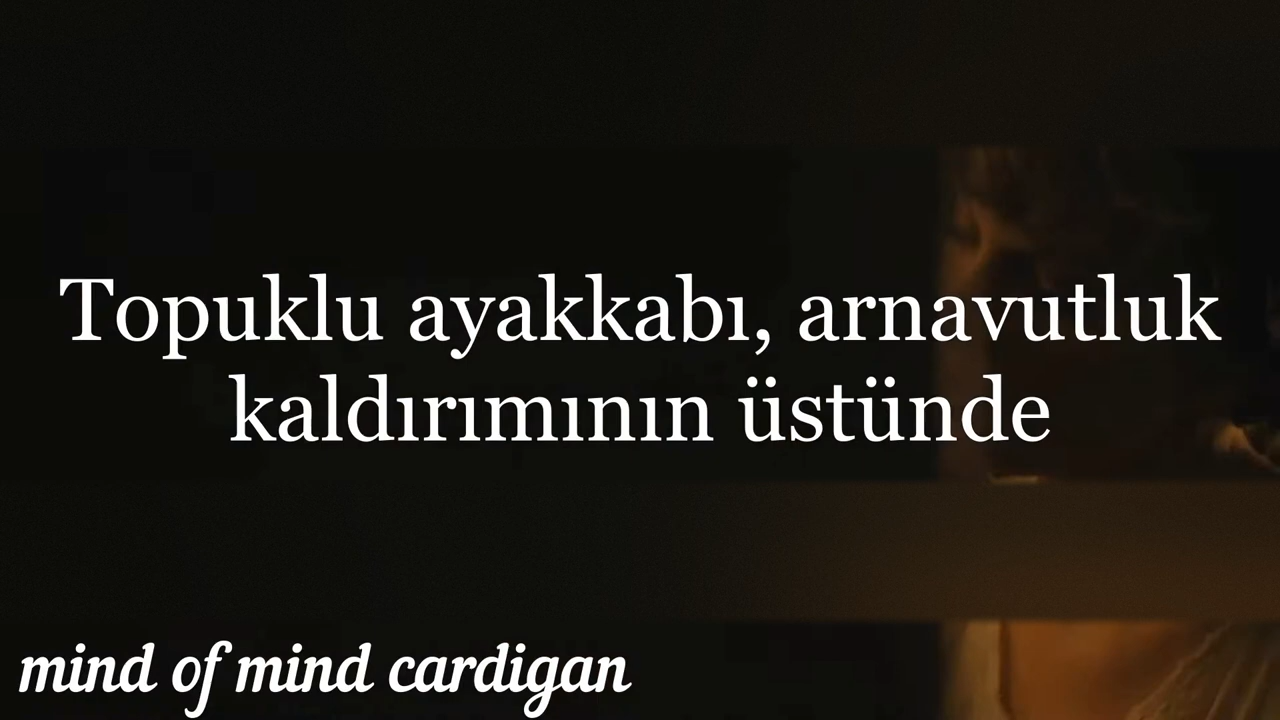 Topuklu ayakkabı, arnavutluk
kaldırımının üstünde
mind of mind cardigan